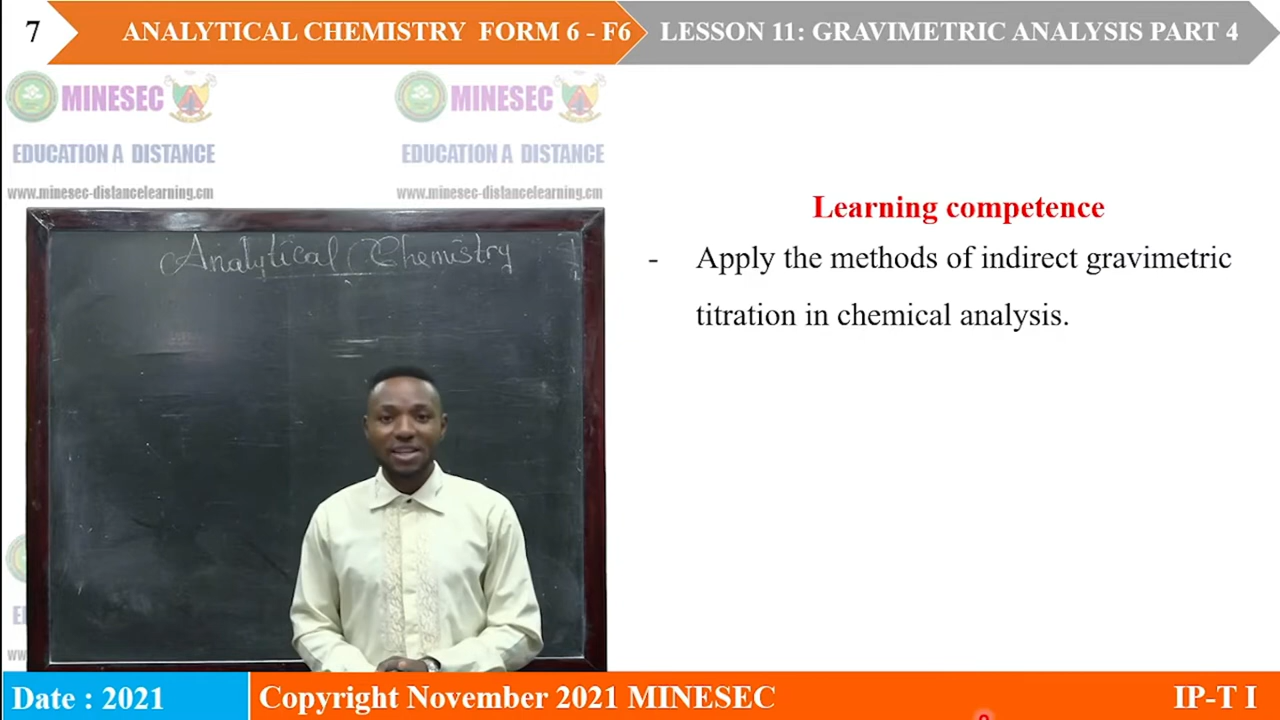 7
ANALYTICAL CHEMISTRY FORM 6 - F6
LESSON 11: GRAVIMETRIC ANALYSIS PART 4
MINESEC
MINESEC
EDUCATION A DISTANCE
EDUCATION A DISTANCE
www.minesec-distancelearning.cm
www.minesec-distancelearning.cm
Analytical Chemistry
Learning competence
- Apply the methods of indirect gravimetric
titration in chemical analysis.
Date : 2021
Copyright November 2021 MINESEC
IP-T I